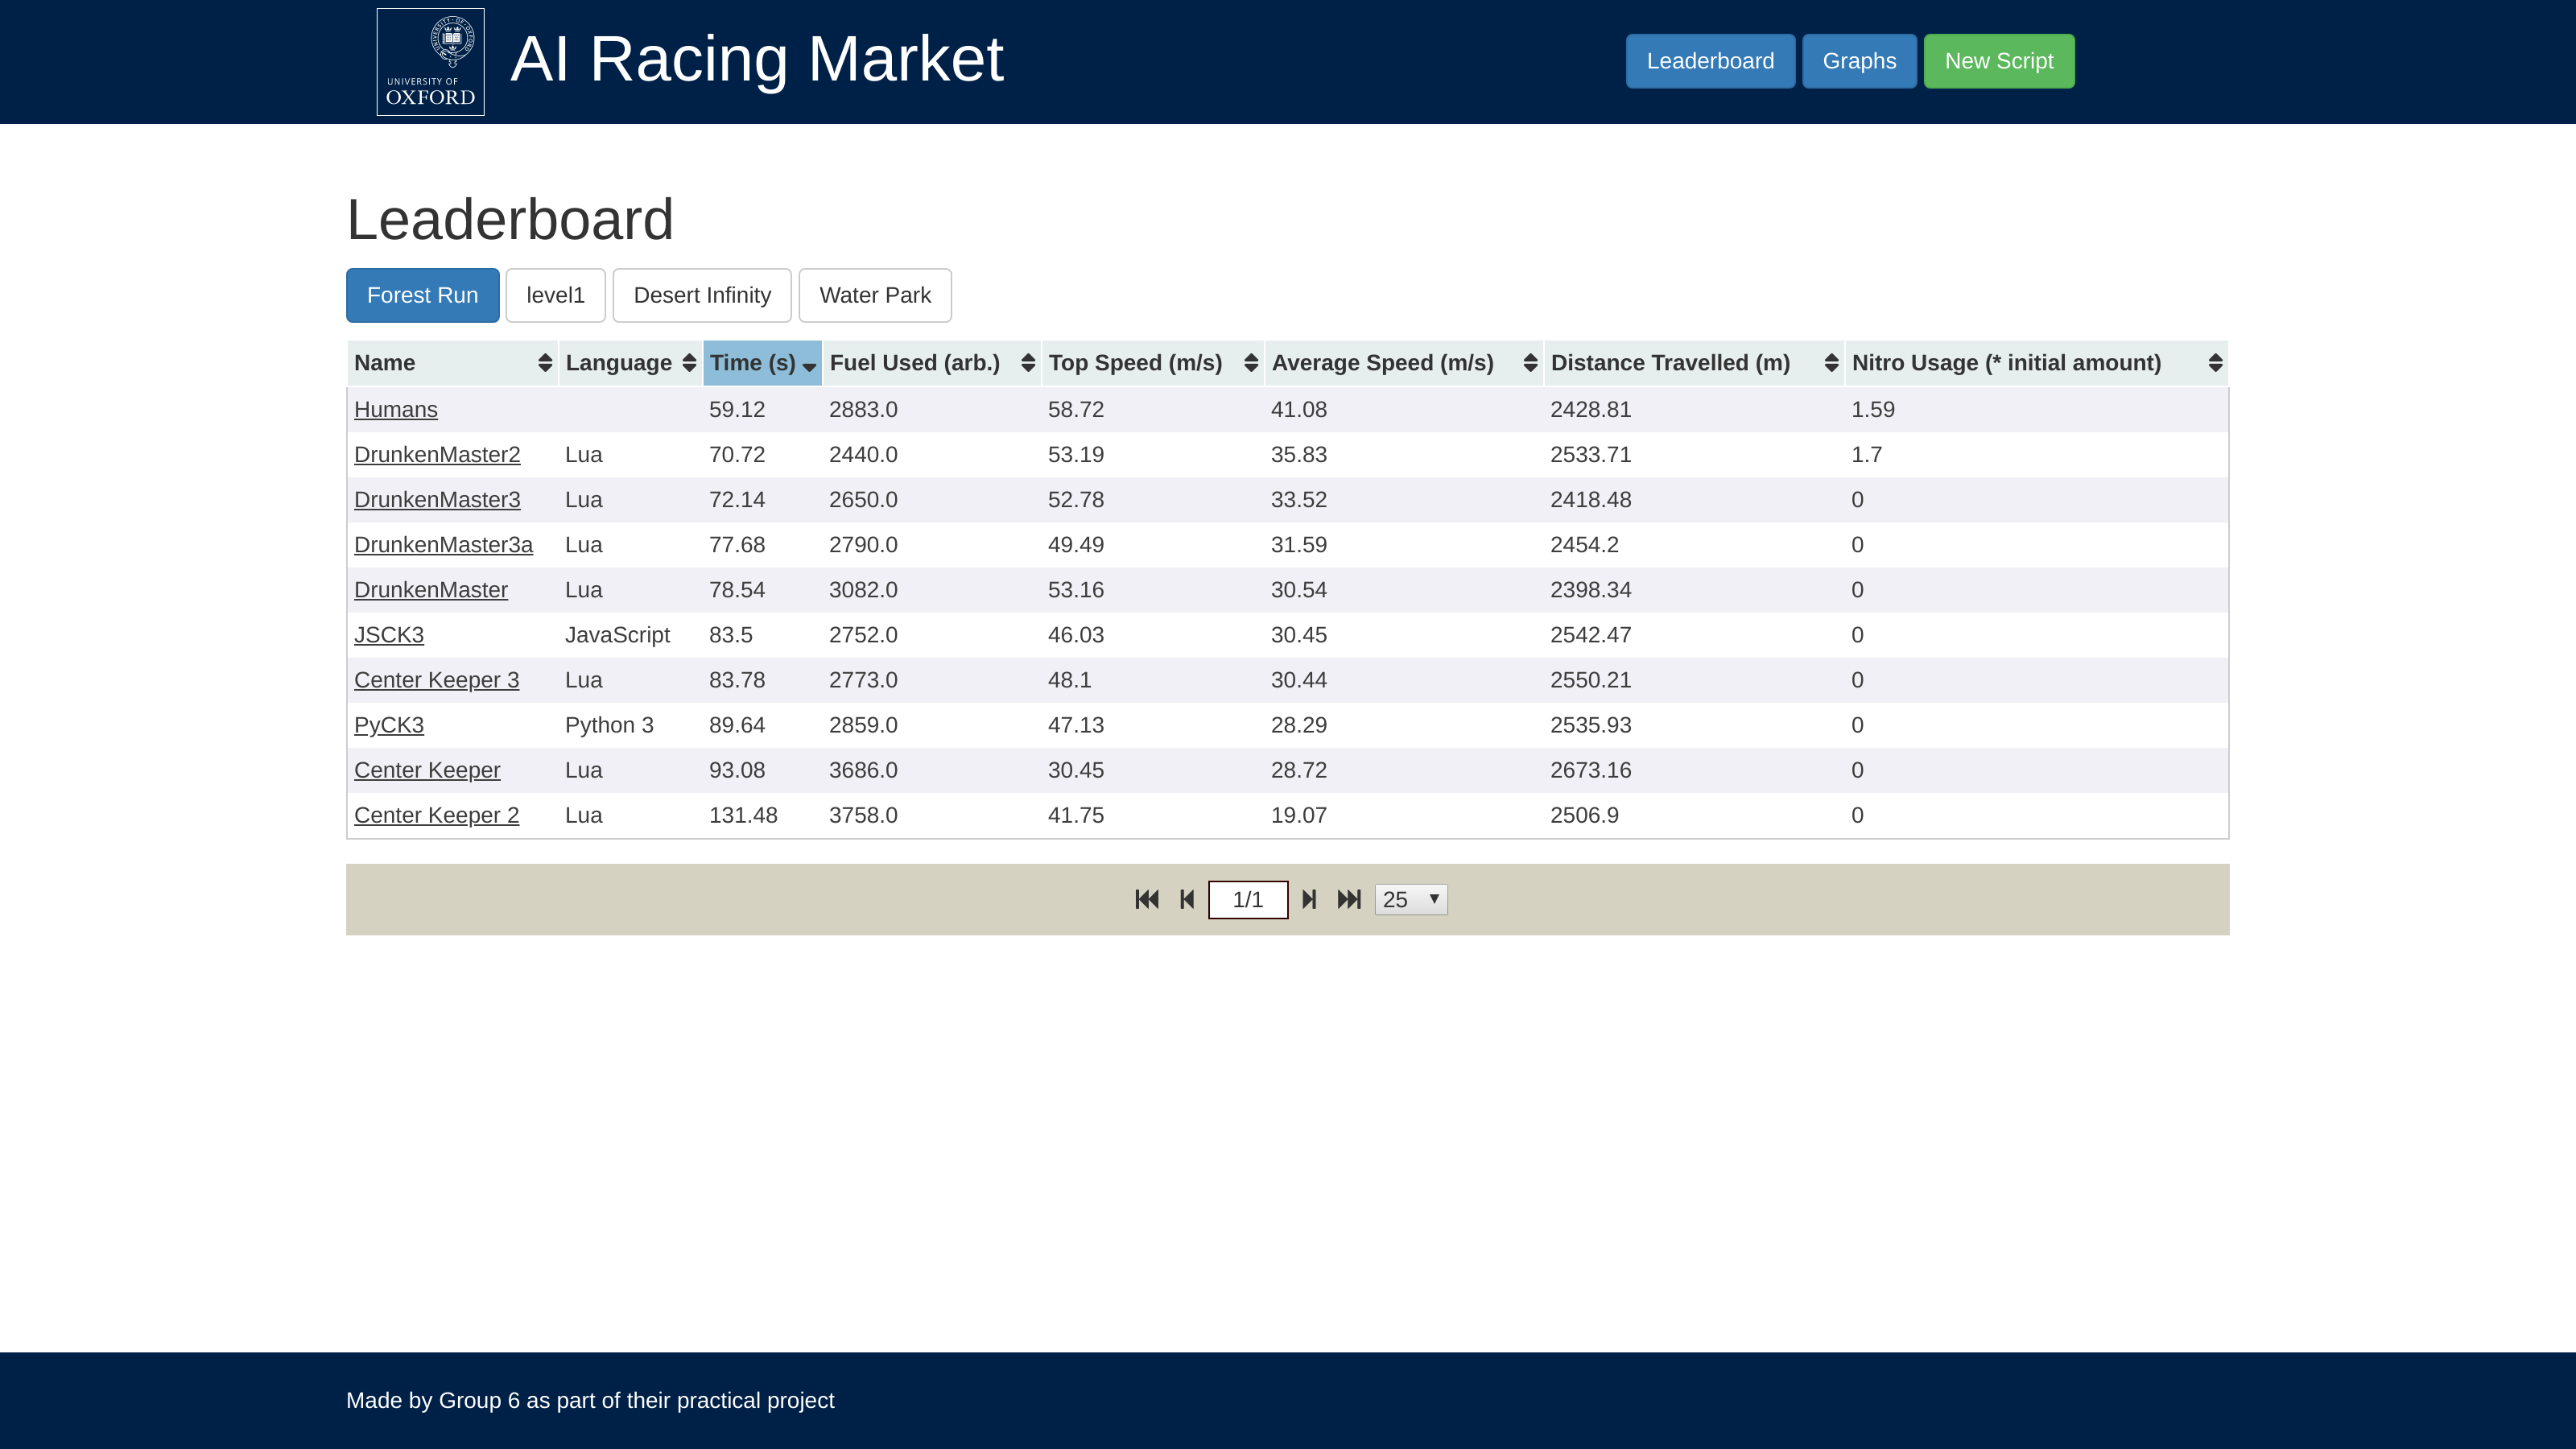 UNIVERSITY OF
OXFORD
AI Racing Market
Leaderboard Graphs New Script
Leaderboard
Forest Run level1 Desert Infinity Water Park
Name Language Time (s) Fuel Used (arb.) Top Speed (m/s) Average Speed (m/s) Distance Travelled (m) Nitro Usage (* initial amount)
Humans 59.12 2883.0 58.72 41.08 2428.81 1.59
DrunkenMaster2 Lua 70.72 2440.0 53.19 35.83 2533.71 1.7
DrunkenMaster3 Lua 72.14 2650.0 52.78 33.52 2418.48 0
DrunkenMaster3a Lua 77.68 2790.0 49.49 31.59 2454.2 0
DrunkenMaster Lua 78.54 3082.0 53.16 30.54 2398.34 0
JSCK3 JavaScript 83.5 2752.0 46.03 30.45 2542.47 0
Center Keeper 3 Lua 83.78 2773.0 48.1 30.44 2550.21 0
PyCK3 Python 3 89.64 2859.0 47.13 28.29 2535.93 0
Center Keeper Lua 93.08 3686.0 30.45 28.72 2673.16 0
Center Keeper 2 Lua 131.48 3758.0 41.75 19.07 2506.9 0
1/1 25
Made by Group 6 as part of their practical project